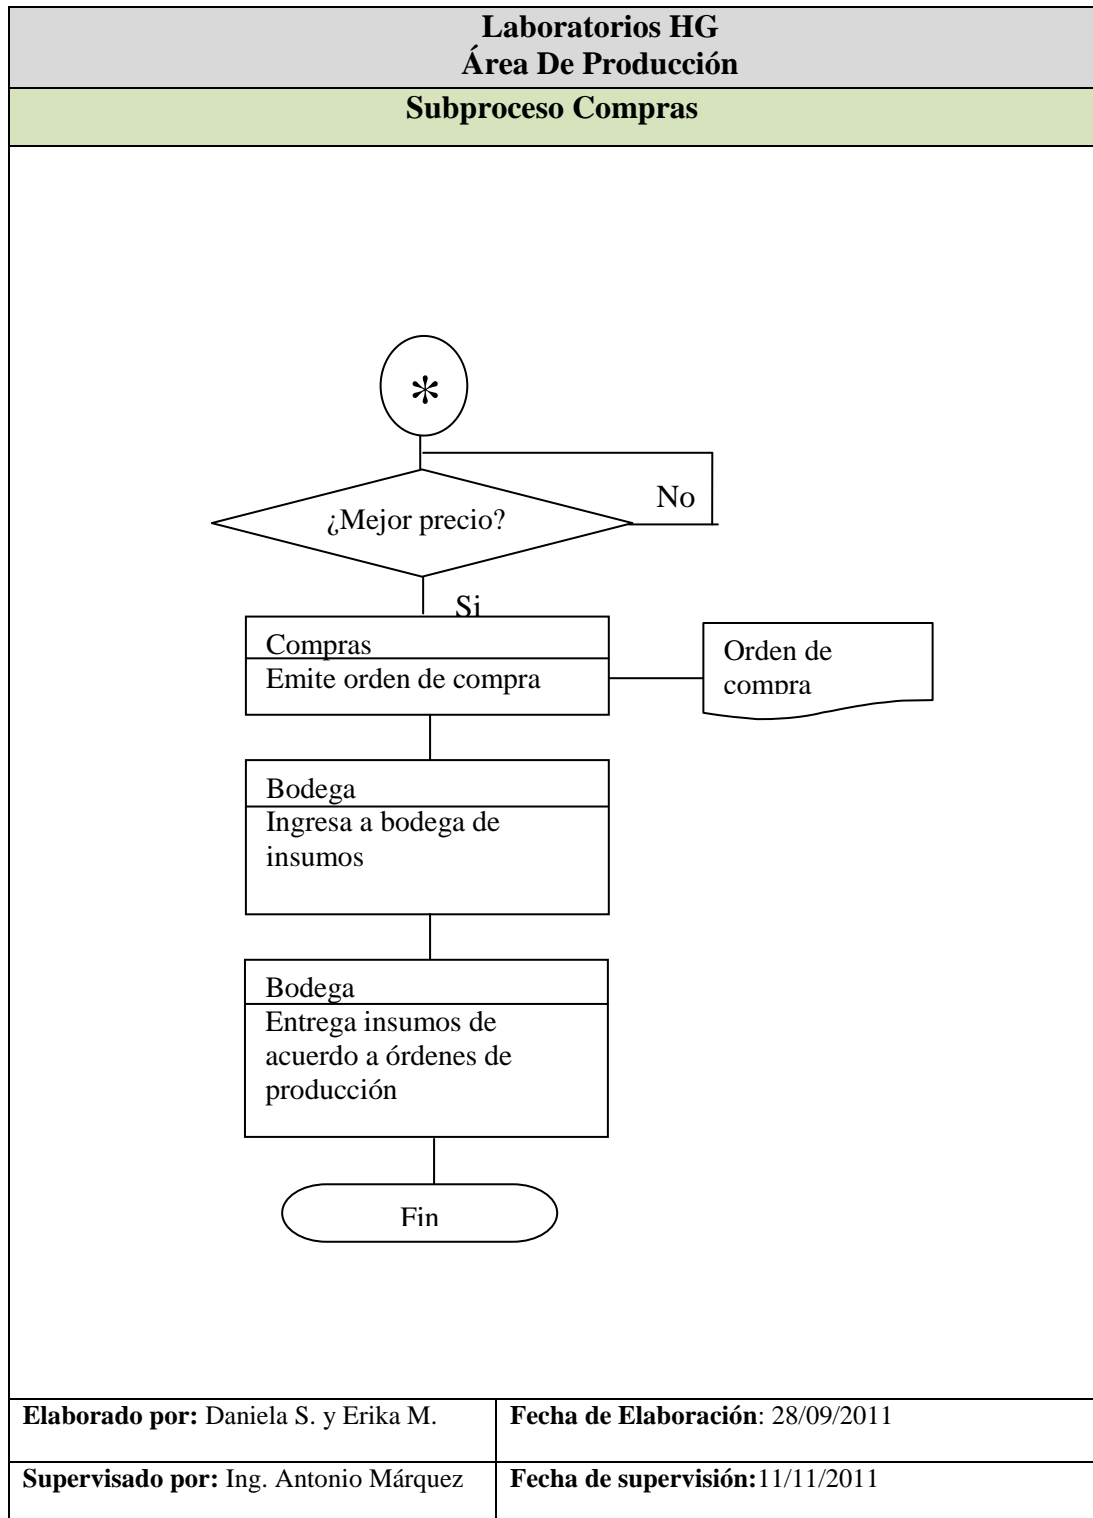 Laboratorios HG
Área De Producción
Subproceso Compras
*
¿Mejor precio?
No
Si
Compras
Emite orden de compra
Orden de
compra
Bodega
Ingresa a bodega de
insumos
Bodega
Entrega insumos de
acuerdo a órdenes de
producción
Fin
Elaborado por: Daniela S. y Erika M.
Fecha de Elaboración: 28/09/2011
Supervisado por: Ing. Antonio Márquez
Fecha de supervisión:11/11/2011